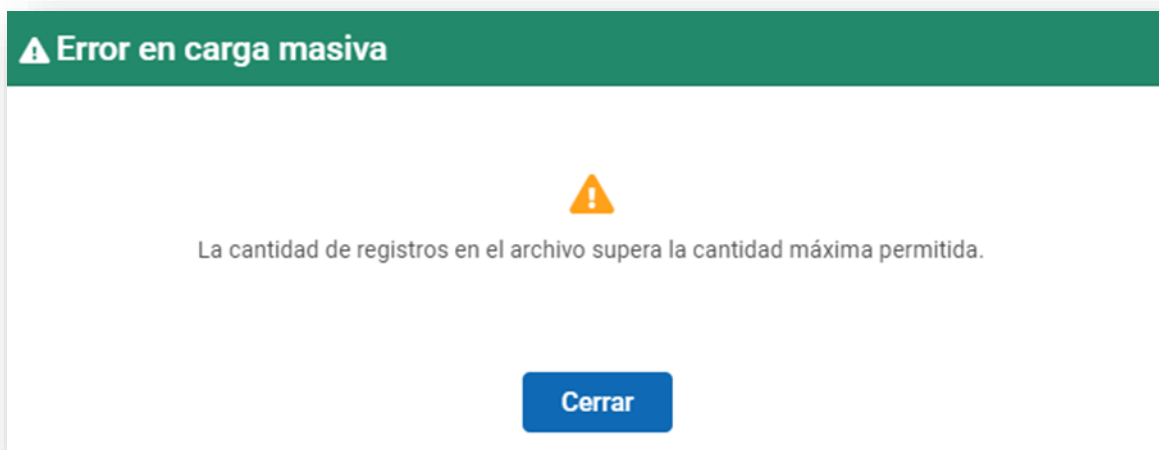 Error en carga masiva
La cantidad de registros en el archivo supera la cantidad máxima permitida.
Cerrar